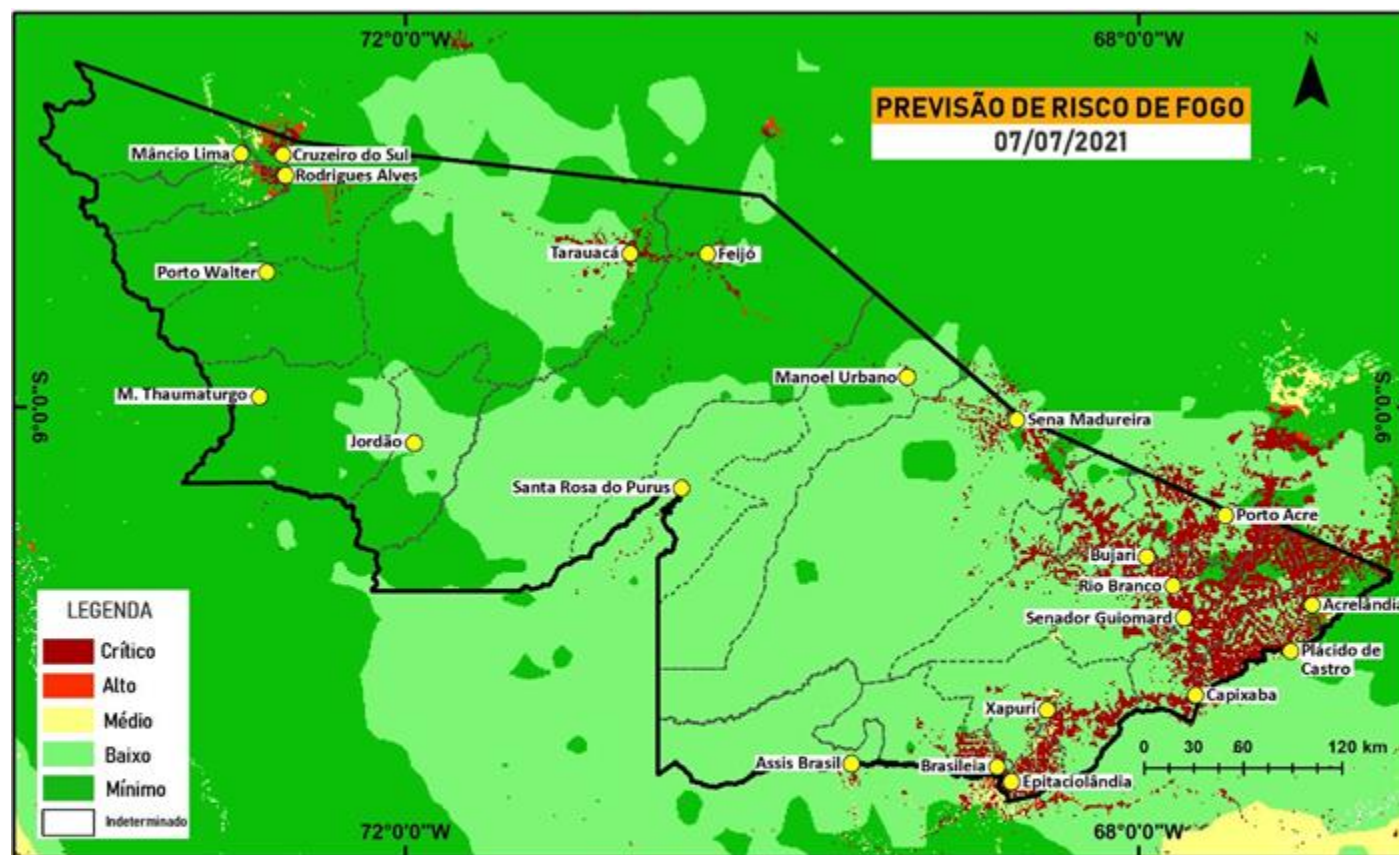 72°0'0"W
68°0'0"W
N
PREVISÃO DE RISCO DE FOGO
07/07/2021
Mâncio Lima
Cruzeiro do Sul
Rodrigues Alves
Tarauacá
Feijó
Porto Walter
Manoel Urbano
M. Thaumaturgo
9°0'0"S
9°0'0"S
Sena Madureira
Jordão
Santa Rosa do Purus
Porto Acre
Bujari
Rio Branco
Acrelândia
Senador Guiomard
Plácido de
Castro
Capixaba
Xapuri
Assis Brasil
Brasileia
Epitaciolândia
0 30 60 120 km
LEGENDA
Crítico
Alto
Médio
Baixo
Mínimo
Indeterminado
72°0'0"W
68°0'0"W